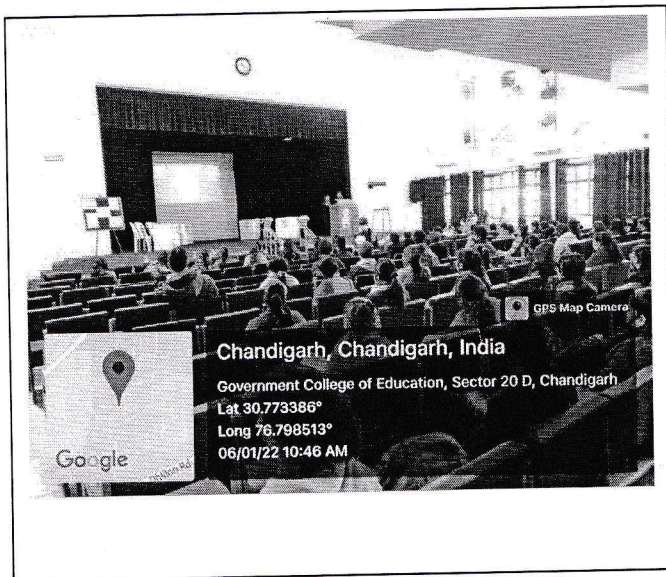 GPS Map Camera
Chandigarh, Chandigarh, India
Government College of Education, Sector 20 D, Chandigarh
Lat 30.773386°
Long 76.798513°
06/01/22 10:46 AM
Google